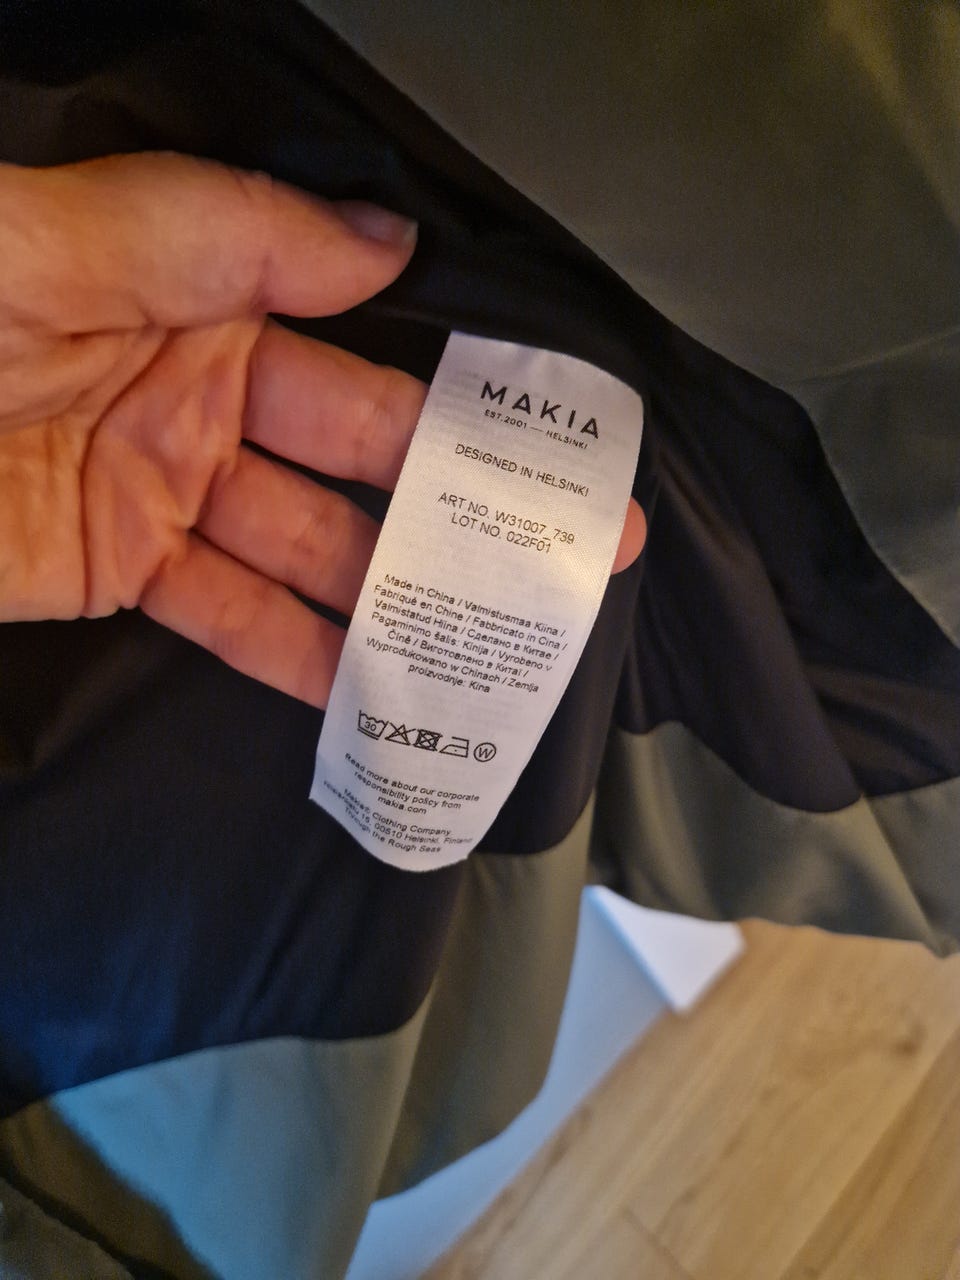 MAKIA
EST.2001 — HELSINKI
DESIGNED IN HELSINKI
ART NO. W31007_739
LOT NO. 022F01
Made in China / Valmistusmaa Kiina /
Fabriqué en Chine / Fabbricato in Cina /
Valmistatud Hiina / Сделано в Китае /
Pagaminimo šalis: Kinija / Vyrobeno v
Číně / Виготовлено в Китаї /
Wyprodukowano w Chinach / Zemlja
proizvodnje: Kina
30
W
Read more about our corporate
responsibility policy from
makia.com
Makia® Clothing Company
16, 00510 Helsinki, Finland
Through the Rough Seas